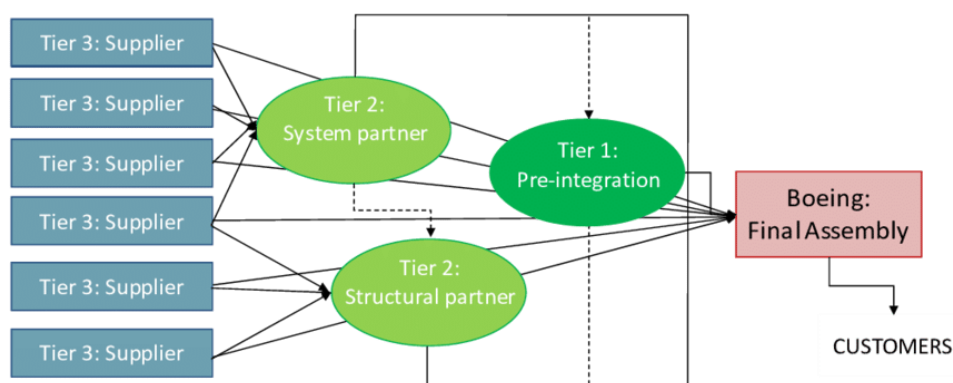 Tier 3: Supplier
Tier 3: Supplier
Tier 3: Supplier
Tier 3: Supplier
Tier 3: Supplier
Tier 3: Supplier
Tier 2:
System partner
Tier 2:
Structural partner
Tier 1:
Pre-integration
Boeing:
Final Assembly
CUSTOMERS